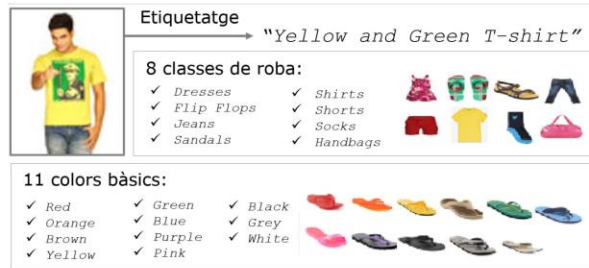 Etiquetatge
"Yellow and Green T-shirt"
8 classes de roba:
✓ Dresses
✓ Flip Flops
✓ Jeans
✓ Sandals
✓ Shirts
✓ Shorts
✓ Socks
✓ Handbags
11 colors bàsics:
✓ Red
✓ Orange
✓ Brown
✓ Yellow
✓ Green
✓ Blue
✓ Purple
✓ Pink
✓ Black
✓ Grey
✓ White